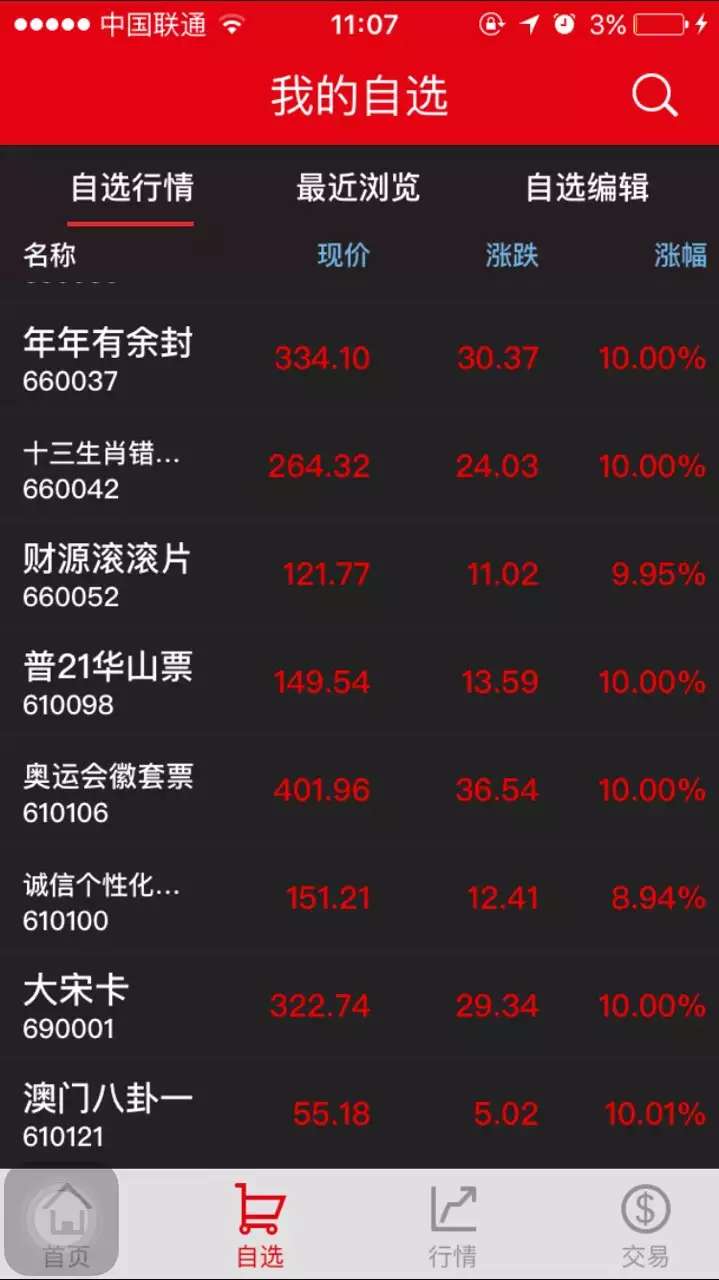 中国联通 11:07 3%
我的自选
自选行情 最近浏览 自选编辑
名称 现价 涨跌 涨幅
年年有余封 334.10 30.37 10.00%
660037
十三生肖错... 264.32 24.03 10.00%
660042
财源滚滚片 121.77 11.02 9.95%
660052
普21华山票 149.54 13.59 10.00%
610098
奥运会徽套票 401.96 36.54 10.00%
610106
诚信个性化... 151.21 12.41 8.94%
610100
大宋卡 322.74 29.34 10.00%
690001
澳门八卦一 55.18 5.02 10.01%
610121
首页 自选 行情 交易